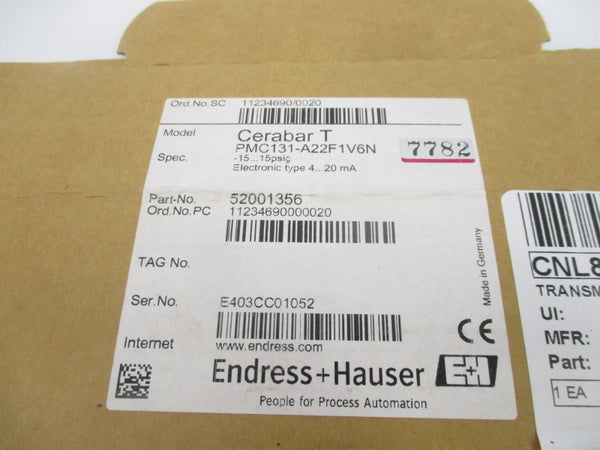 Ord.No.SC 11234690/0020
Model Cerabar T
PMC131-A22F1V6N
Spec. -15...15psig
Electronic type 4...20 mA
7782
Part-No. 52001356
Ord.No.PC 11234690000020
TAG No.
Ser.No. E403CC01052
Made in Germany
CE
Internet www.endress.com
Endress+Hauser E+H
People for Process Automation
CNL8
TRANSM
UI:
MFR:
Part:
1 EA